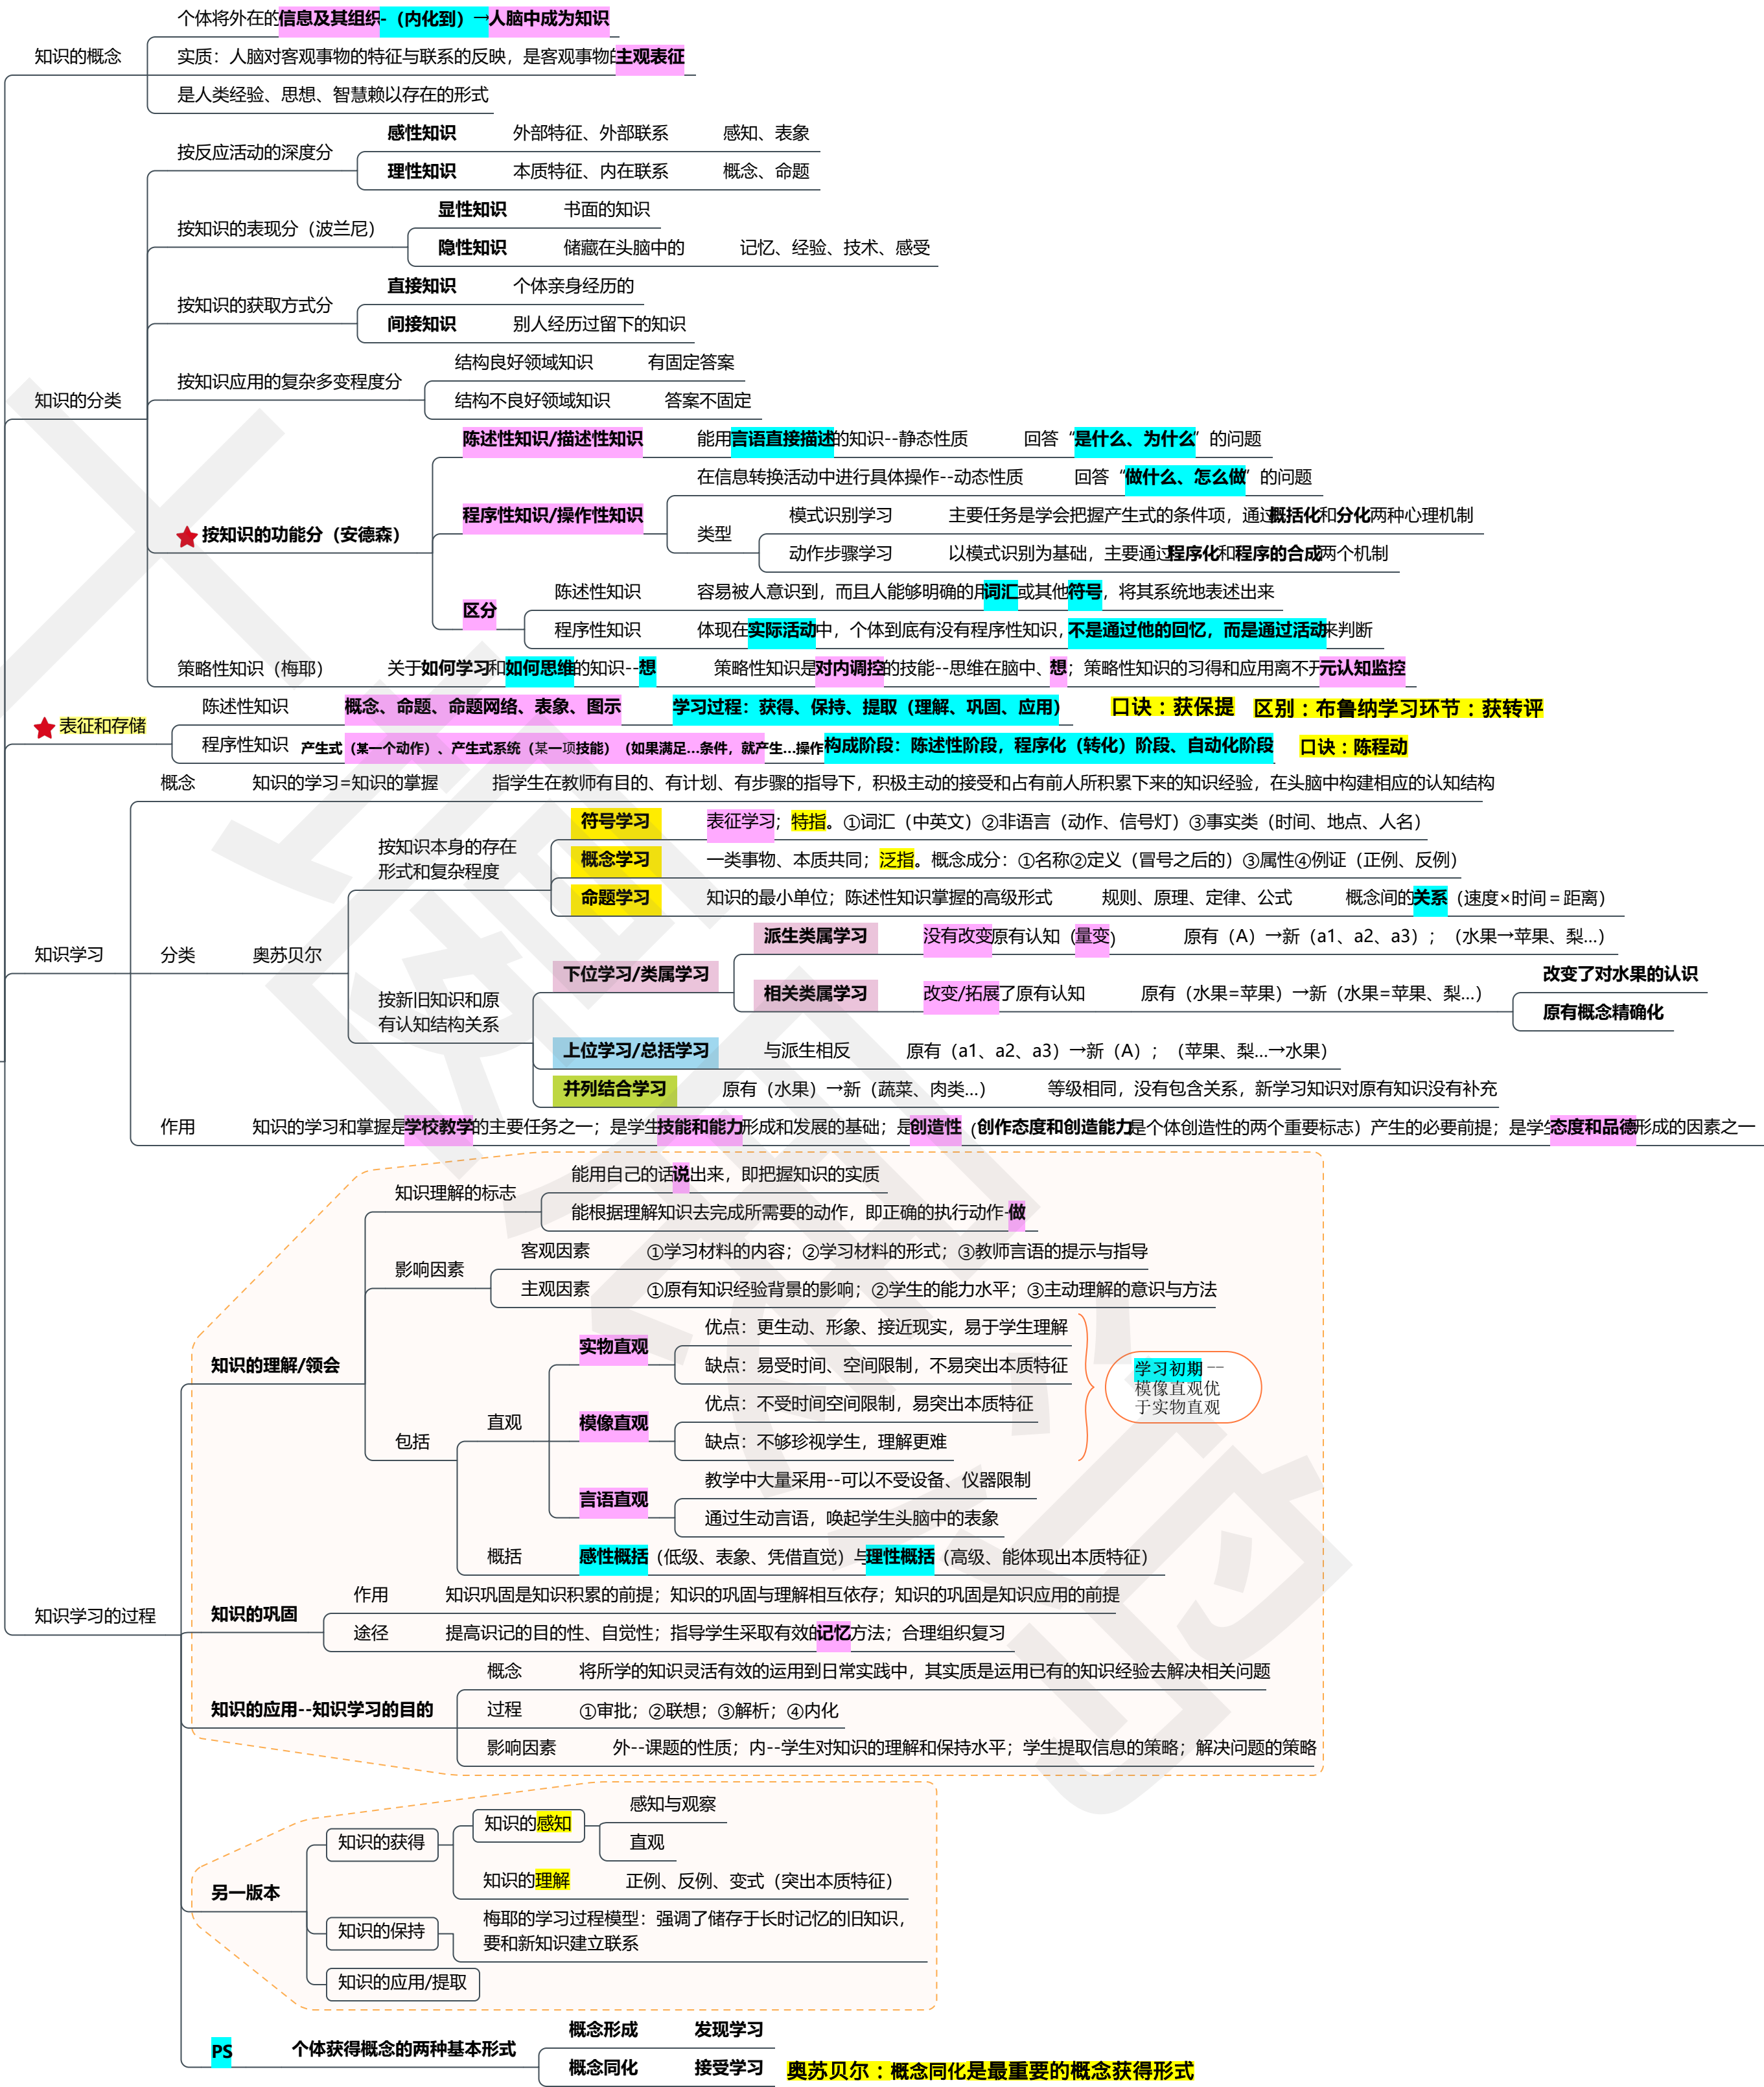 个体将外在的信息及其组织-（内化到）→人脑中成为知识
知识的概念
实质：人脑对客观事物的特征与联系的反映，是客观事物的主观表征
是人类经验、思想、智慧赖以存在的形式
知识的分类
按反应活动的深度分
感性知识 外部特征、外部联系 感知、表象
理性知识 本质特征、内在联系 概念、命题
按知识的表现分（波兰尼）
显性知识 书面的知识
隐性知识 储藏在头脑中的 记忆、经验、技术、感受
按知识的获取方式分
直接知识 个体亲身经历的
间接知识 别人经历过留下的知识
按知识应用的复杂多变程度分
结构良好领域知识 有固定答案
结构不良好领域知识 答案不固定
按知识的功能分（安德森）
陈述性知识/描述性知识 能用言语直接描述的知识--静态性质 回答“是什么、为什么”的问题
程序性知识/操作性知识
在信息转换活动中进行具体操作--动态性质 回答“做什么、怎么做”的问题
类型
模式识别学习 主要任务是学会把握产生式的条件项，通过概括化和分化两种心理机制
动作步骤学习 以模式识别为基础，主要通过程序化和程序的合成两个机制
区分
陈述性知识 容易被人意识到，而且人能够明确的用词汇或其他符号，将其系统地表述出来
程序性知识 体现在实际活动中，个体到底有没有程序性知识，不是通过他的回忆，而是通过活动来判断
策略性知识（梅耶） 关于如何学习和如何思维的知识--想 策略性知识是对内调控的技能--思维在脑中、想；策略性知识的习得和应用离不开元认知监控
表征和存储
陈述性知识 概念、命题、命题网络、表象、图示 学习过程：获得、保持、提取（理解、巩固、应用） 口诀：获保提 区别：布鲁纳学习环节：获转评
程序性知识 产生式（某一个动作）、产生式系统（某一项技能）（如果满足...条件，就产生...操作 构成阶段：陈述性阶段，程序化（转化）阶段、自动化阶段 口诀：陈程动
知识学习
概念 知识的学习=知识的掌握 指学生在教师有目的、有计划、有步骤的指导下，积极主动的接受和占有前人所积累下来的知识经验，在头脑中构建相应的认知结构
分类 奥苏贝尔
按知识本身的存在
形式和复杂程度
符号学习 表征学习；特指。①词汇（中英文）②非语言（动作、信号灯）③事实类（时间、地点、人名）
概念学习 一类事物、本质共同；泛指。概念成分：①名称②定义（冒号之后的）③属性④例证（正例、反例）
命题学习 知识的最小单位；陈述性知识掌握的高级形式 规则、原理、定律、公式 概念间的关系（速度×时间＝距离）
按新旧知识和原
有认知结构关系
下位学习/类属学习
派生类属学习 没有改变原有认知（量变） 原有（A）→新（a1、a2、a3）；（水果→苹果、梨...）
相关类属学习 改变/拓展了原有认知 原有（水果=苹果）→新（水果=苹果、梨...）
改变了对水果的认识
原有概念精确化
上位学习/总括学习 与派生相反 原有（a1、a2、a3）→新（A）；（苹果、梨...→水果）
并列结合学习 原有（水果）→新（蔬菜、肉类...） 等级相同，没有包含关系，新学习知识对原有知识没有补充
作用 知识的学习和掌握是学校教学的主要任务之一；是学生技能和能力形成和发展的基础；是创造性（创作态度和创造能力是个体创造性的两个重要标志）产生的必要前提；是学生态度和品德形成的因素之一
知识学习的过程
知识的理解/领会
知识理解的标志
能用自己的话说出来，即把握知识的实质
能根据理解知识去完成所需要的动作，即正确的执行动作-做
影响因素
客观因素 ①学习材料的内容；②学习材料的形式；③教师言语的提示与指导
主观因素 ①原有知识经验背景的影响；②学生的能力水平；③主动理解的意识与方法
包括
直观
实物直观
优点：更生动、形象、接近现实，易于学生理解
缺点：易受时间、空间限制，不易突出本质特征
模像直观
优点：不受时间空间限制，易突出本质特征
缺点：不够珍视学生，理解更难
学习初期--
模像直观优
于实物直观
言语直观
教学中大量采用--可以不受设备、仪器限制
通过生动言语，唤起学生头脑中的表象
概括 感性概括（低级、表象、凭借直觉）与理性概括（高级、能体现出本质特征）
知识的巩固
作用 知识巩固是知识积累的前提；知识的巩固与理解相互依存；知识的巩固是知识应用的前提
途径 提高识记的目的性、自觉性；指导学生采取有效的记忆方法；合理组织复习
知识的应用--知识学习的目的
概念 将所学的知识灵活有效的运用到日常实践中，其实质是运用已有的知识经验去解决相关问题
过程 ①审批；②联想；③解析；④内化
影响因素 外--课题的性质；内--学生对知识的理解和保持水平；学生提取信息的策略；解决问题的策略
另一版本
知识的获得
知识的感知
感知与观察
直观
知识的理解 正例、反例、变式（突出本质特征）
知识的保持
梅耶的学习过程模型：强调了储存于长时记忆的旧知识，
要和新知识建立联系
知识的应用/提取
PS 个体获得概念的两种基本形式
概念形成 发现学习
概念同化 接受学习 奥苏贝尔：概念同化是最重要的概念获得形式